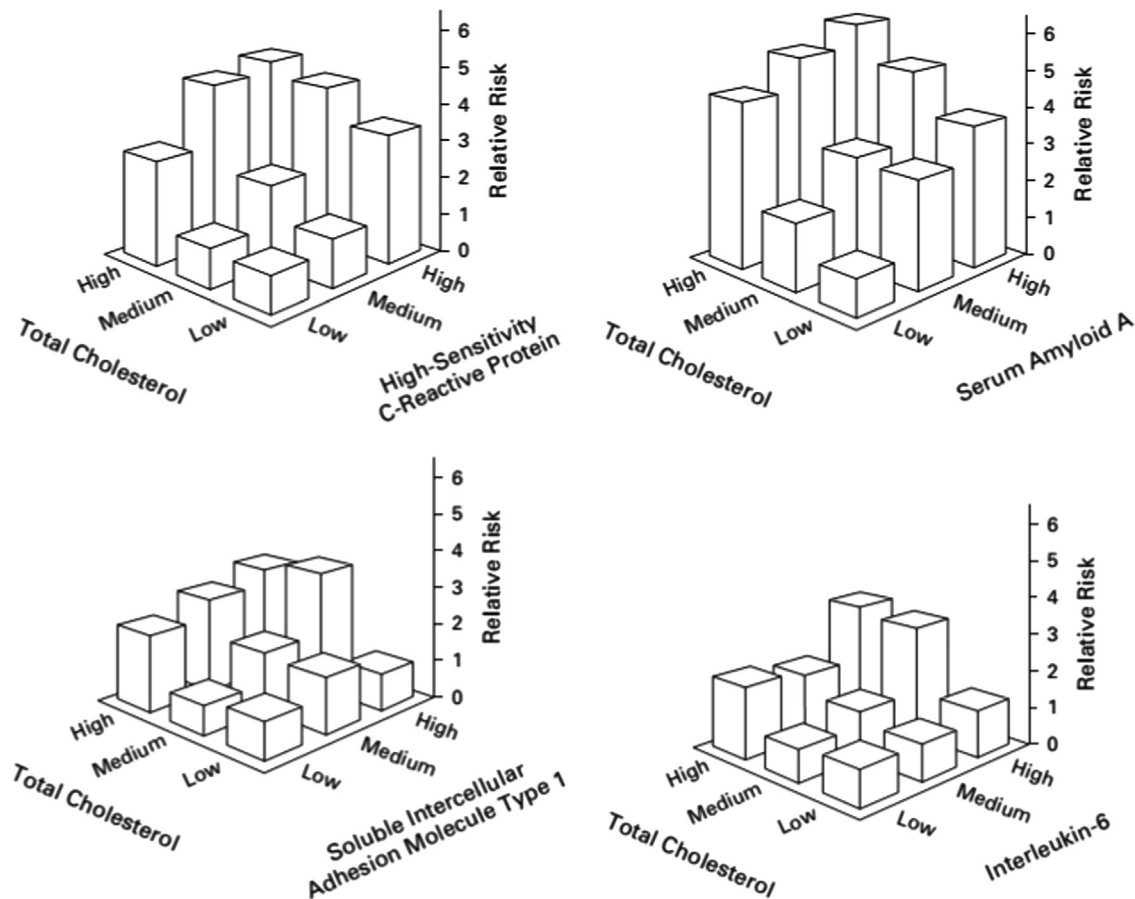 6
5
4
3
2
1
0
Relative Risk
High
Medium
Low
Total Cholesterol
Low
Medium
High
High-Sensitivity
C-Reactive Protein
6
5
4
3
2
1
0
Relative Risk
High
Medium
Low
Total Cholesterol
Low
Medium
High
Serum Amyloid A
6
5
4
3
2
1
0
Relative Risk
High
Medium
Low
Total Cholesterol
Low
Medium
High
Soluble Intercellular
Adhesion Molecule Type 1
6
5
4
3
2
1
0
Relative Risk
High
Medium
Low
Total Cholesterol
Low
Medium
High
Interleukin-6